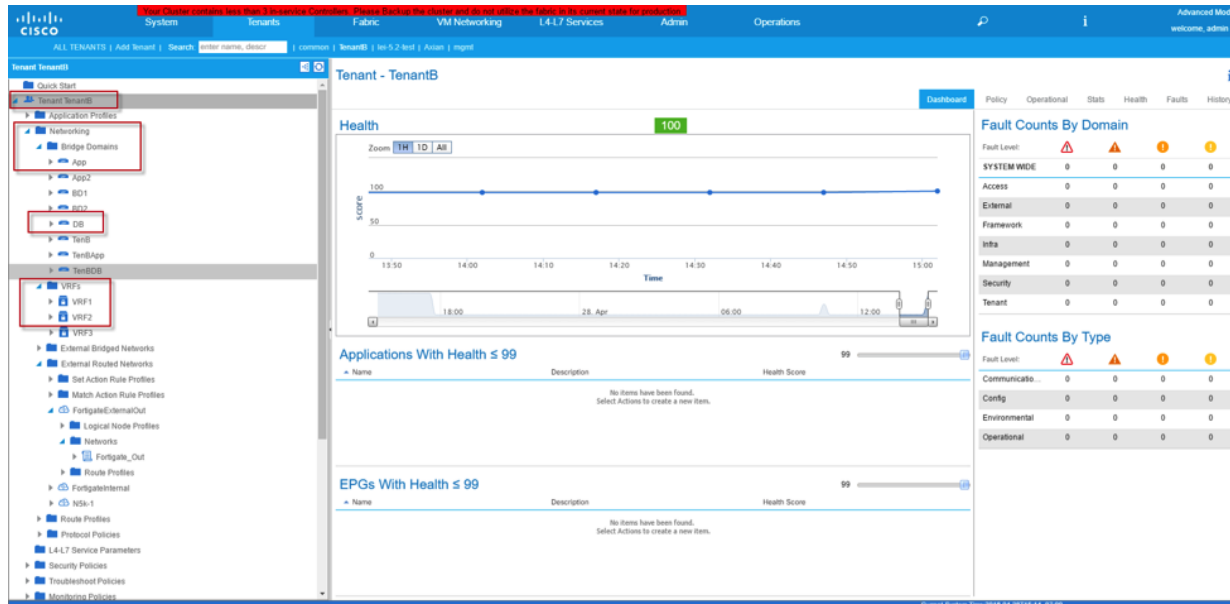 Your Cluster contains less than 3 in-service Controllers. Please Backup the cluster and do not utilize the fabric in its current state for production.
CISCO
System Tenants Fabric VM Networking L4-L7 Services Admin Operations
i
Advanced Mod
welcome, admin
ALL TENANTS | Add Tenant | Search: enter name, descr | common | TenantB | | Axian | mgmt
Tenant TenantB
Quick Start
Tenant TenantB
Application Profiles
Networking
Bridge Domains
App
App2
BD1
BD2
DB
TenB
TenBApp
TenBDB
VRFs
VRF1
VRF2
VRF3
External Bridged Networks
External Routed Networks
Set Action Rule Profiles
Match Action Rule Profiles
FortigateExternalOut
Logical Node Profiles
Networks
Fortigate_Out
Route Profiles
FortigateInternal
N5k-1
Route Profiles
Protocol Policies
L4-L7 Service Parameters
Security Policies
Troubleshoot Policies
Monitoring Policies
Tenant - TenantB
i
Dashboard Policy Operational Stats Health Faults History
Health 100
Zoom 1H 1D All
100
50
0
score
13:50 14:00 14:10 14:20 14:30 14:40 14:50 15:00
Time
18:00 28. Apr 06:00 12:00
Applications With Health ≤ 99
99
Name Description Health Score
No items have been found.
Select Actions to create a new item.
EPGs With Health ≤ 99
99
Name Description Health Score
No items have been found.
Select Actions to create a new item.
Fault Counts By Domain
Fault Level:
SYSTEM WIDE 0 0 0 0
Access 0 0 0 0
External 0 0 0 0
Framework 0 0 0 0
Infra 0 0 0 0
Management 0 0 0 0
Security 0 0 0 0
Tenant 0 0 0 0
Fault Counts By Type
Fault Level:
Communicatio... 0 0 0 0
Config 0 0 0 0
Environmental 0 0 0 0
Operational 0 0 0 0